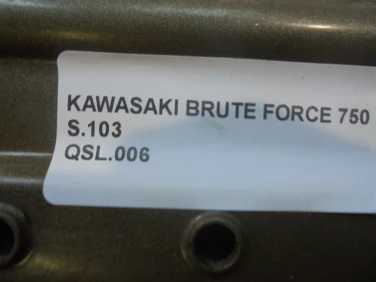 KAWASAKI BRUTE FORCE 750
S.103
QSL.006